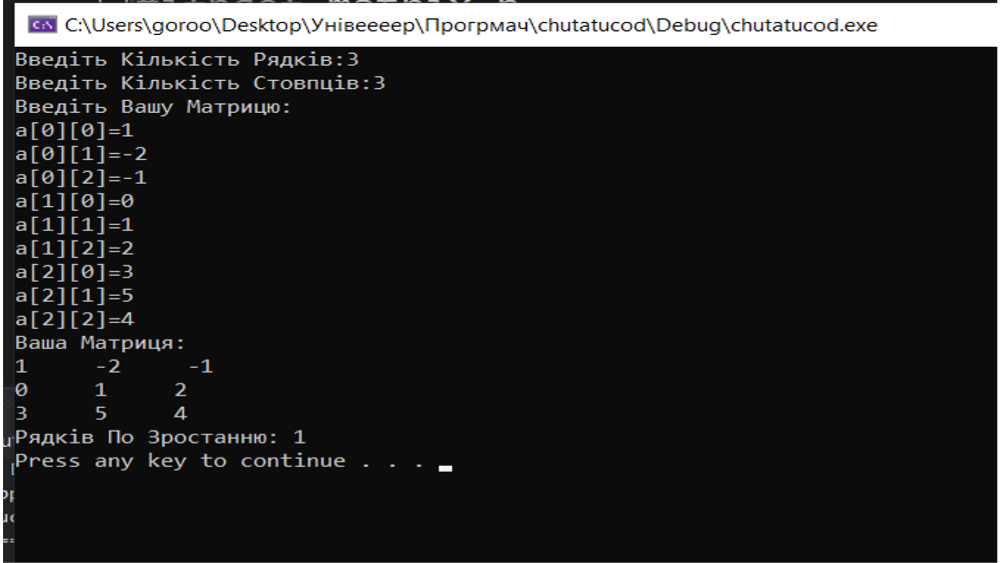 C:\Users\goroo\Desktop\Унівеееер\Прогрмач\chutatucod\Debug\chutatucod.exe
Введіть Кількість Рядків:3
Введіть Кількість Стовпців:3
Введіть Вашу Матрицю:
a[0][0]=1
a[0][1]=-2
a[0][2]=-1
a[1][0]=0
a[1][1]=1
a[1][2]=2
a[2][0]=3
a[2][1]=5
a[2][2]=4
Ваша Матриця:
1 -2 -1
0 1 2
3 5 4
Рядків По Зростанню: 1
Press any key to continue . . .